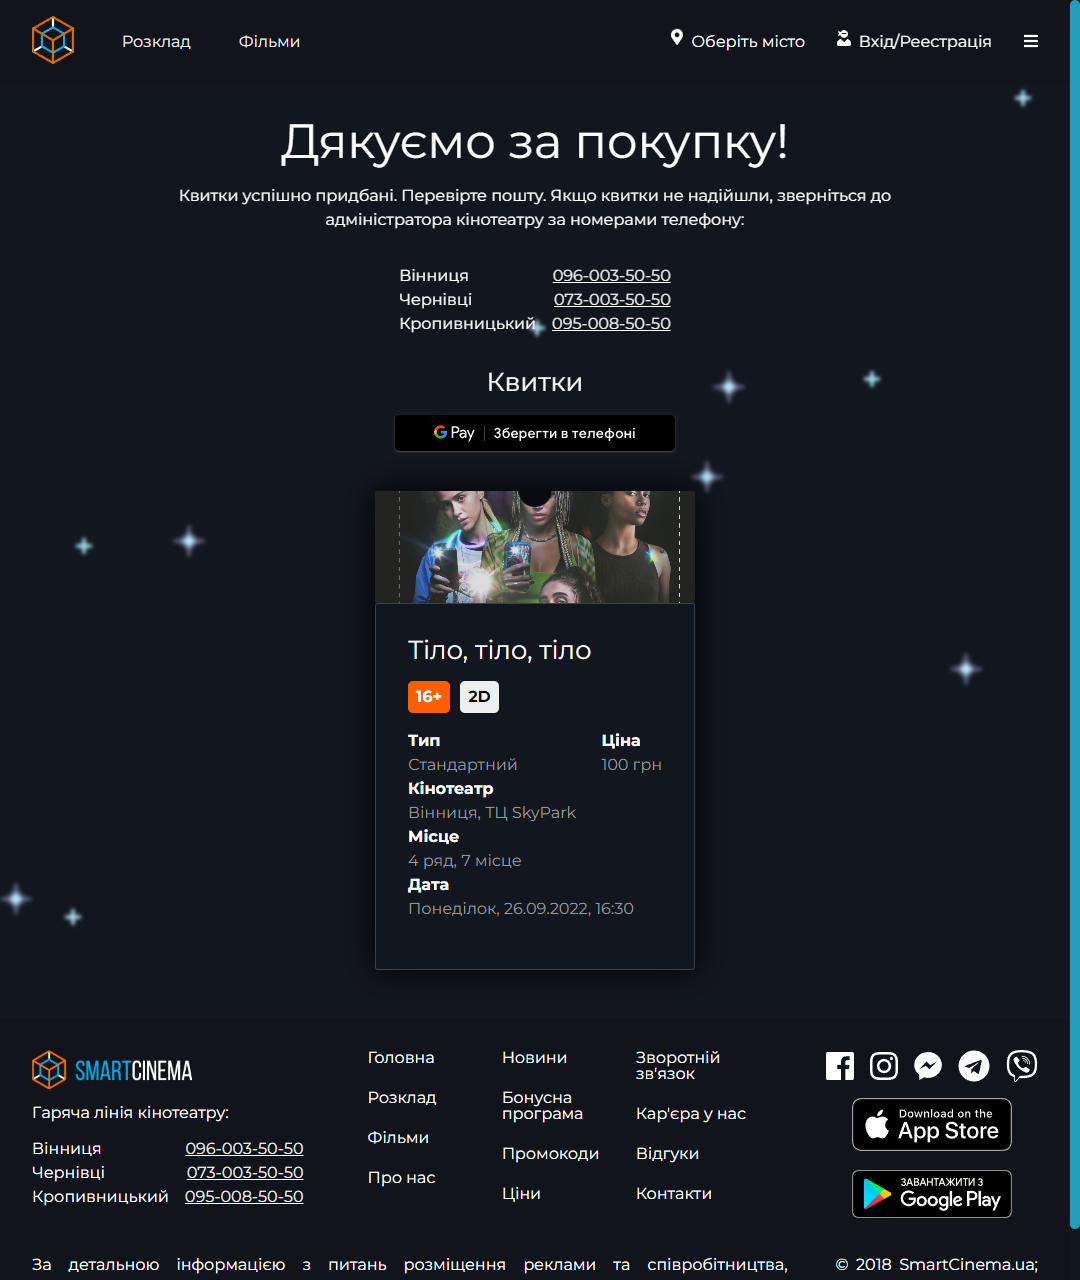 Розклад
Фільми
Оберіть місто
Вхід/Реестрація
Дякуємо за покупку!
Квитки успішно придбані. Перевірте пошту. Якщо квитки не надійшли, зверніться до
адміністратора кінотеатру за номерами телефону:
Вінниця 096-003-50-50
Чернівці 073-003-50-50
Кропивницький 095-008-50-50
Квитки
G Pay Зберегти в телефоні
Тіло, тіло, тіло
16+ 2D
Тип Ціна
Стандартний 100 грн
Кінотеатр
Вінниця, ТЦ SkyPark
Місце
4 ряд, 7 місце
Дата
Понеділок, 26.09.2022, 16:30
SMARTCINEMA
Гаряча лінія кінотеатру:
Вінниця 096-003-50-50
Чернівці 073-003-50-50
Кропивницький 095-008-50-50
Головна
Розклад
Фільми
Про нас
Новини
Бонусна
програма
Промокоди
Ціни
Зворотній
зв'язок
Кар'єра у нас
Відгуки
Контакти
Download on the
App Store
ЗАВАНТАЖИТИ З
Google Play
За детальною інформацією з питань розміщення реклами та співробітництва,
© 2018 SmartCinema.ua;